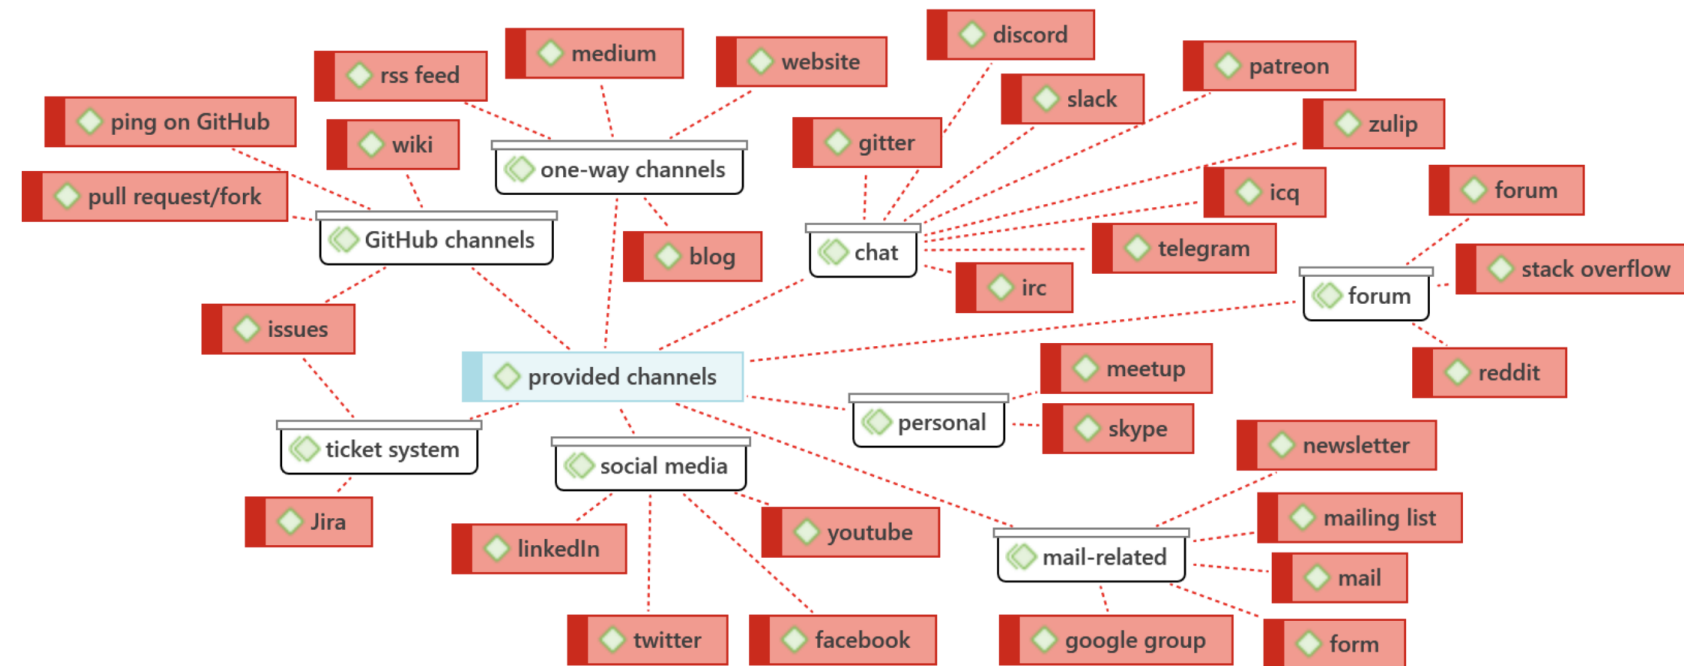 discord
medium
website
patreon
rss feed
slack
ping on GitHub
zulip
wiki
gitter
one-way channels
pull request/fork
icq
forum
GitHub channels
telegram
chat
blog
stack overflow
irc
forum
issues
meetup
reddit
provided channels
personal
skype
newsletter
ticket system
social media
mailing list
Jira
youtube
linkedIn
mail-related
mail
twitter
facebook
google group
form